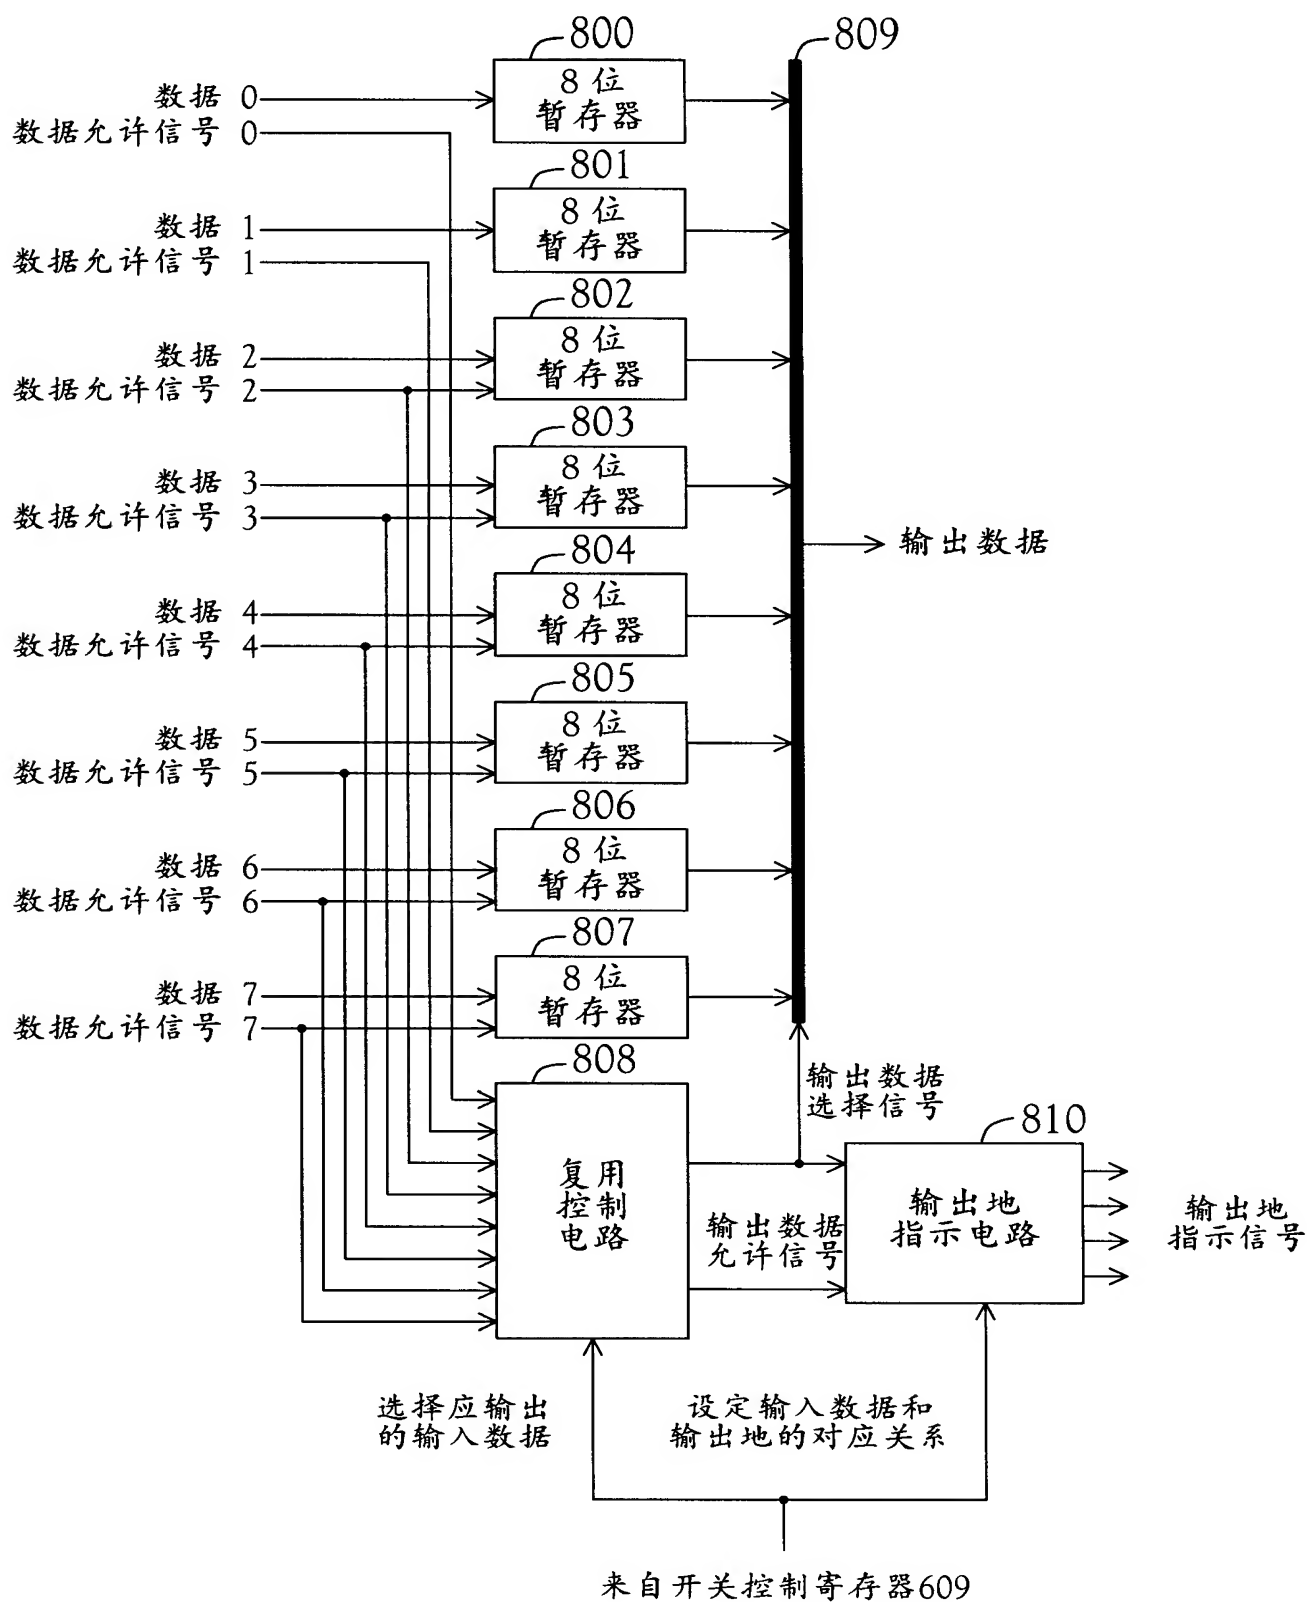 800
809
数据 0
数据允许信号 0
8 位
暂存器
801
数据 1
数据允许信号 1
8 位
暂存器
802
数据 2
数据允许信号 2
8 位
暂存器
803
数据 3
数据允许信号 3
8 位
暂存器
输出数据
804
数据 4
数据允许信号 4
8 位
暂存器
805
数据 5
数据允许信号 5
8 位
暂存器
806
数据 6
数据允许信号 6
8 位
暂存器
807
数据 7
数据允许信号 7
8 位
暂存器
808
复用
控制
电路
输出数据
选择信号
输出数据
允许信号
810
输出地
指示电路
输出地
指示信号
选择应输出
的输入数据
设定输入数据和
输出地的对应关系
来自开关控制寄存器609